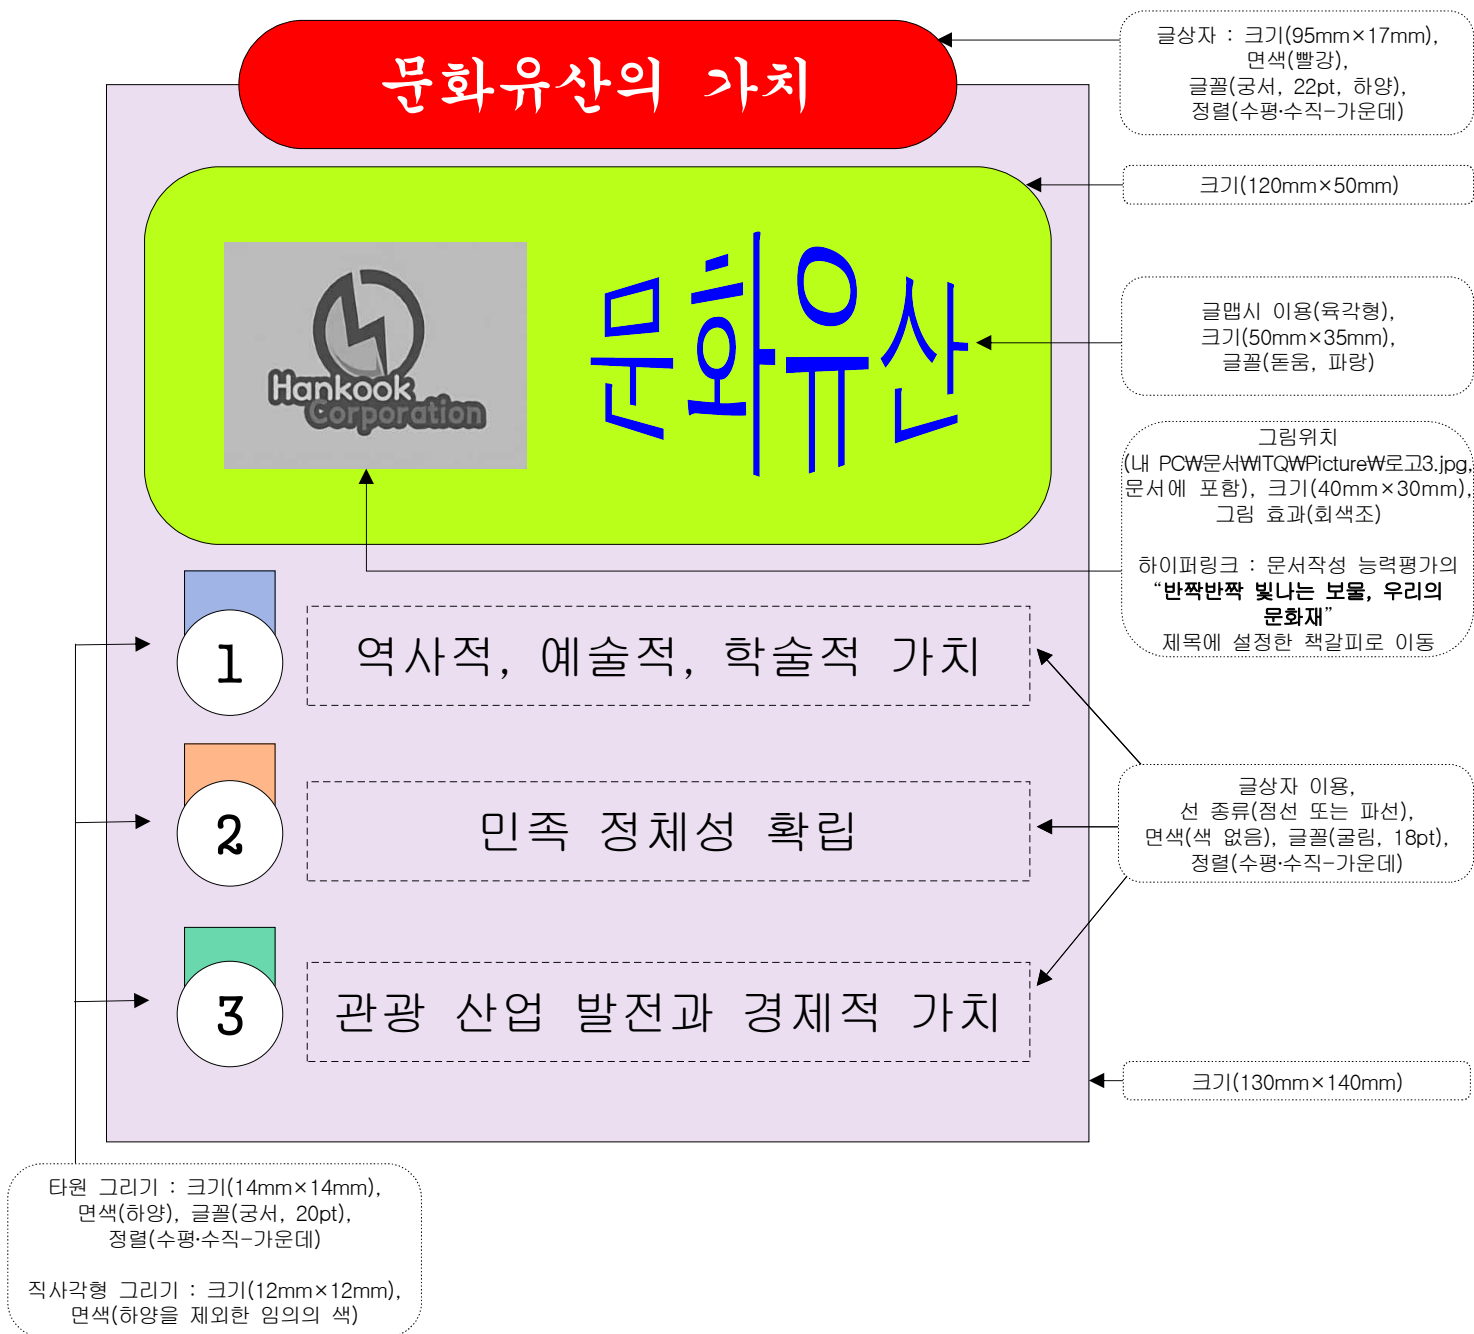 문화유산의 가치
글상자 : 크기(95mm×17mm),
면색(빨강),
글꼴(궁서, 22pt, 하양),
정렬(수평·수직-가운데)
크기(120mm×50mm)
Hankook
Corporation
문화유산
글맵시 이용(육각형),
크기(50mm×35mm),
글꼴(돋움, 파랑)
그림위치
(내 PC₩문서₩ITQ₩Picture₩로고3.jpg,
문서에 포함), 크기(40mm×30mm),
그림 효과(회색조)
하이퍼링크 : 문서작성 능력평가의
“반짝반짝 빛나는 보물, 우리의
문화재”
제목에 설정한 책갈피로 이동
1
역사적, 예술적, 학술적 가치
2
민족 정체성 확립
글상자 이용,
선 종류(점선 또는 파선),
면색(색 없음), 글꼴(굴림, 18pt),
정렬(수평·수직-가운데)
3
관광 산업 발전과 경제적 가치
크기(130mm×140mm)
타원 그리기 : 크기(14mm×14mm),
면색(하양), 글꼴(궁서, 20pt),
정렬(수평·수직-가운데)
직사각형 그리기 : 크기(12mm×12mm),
면색(하양을 제외한 임의의 색)